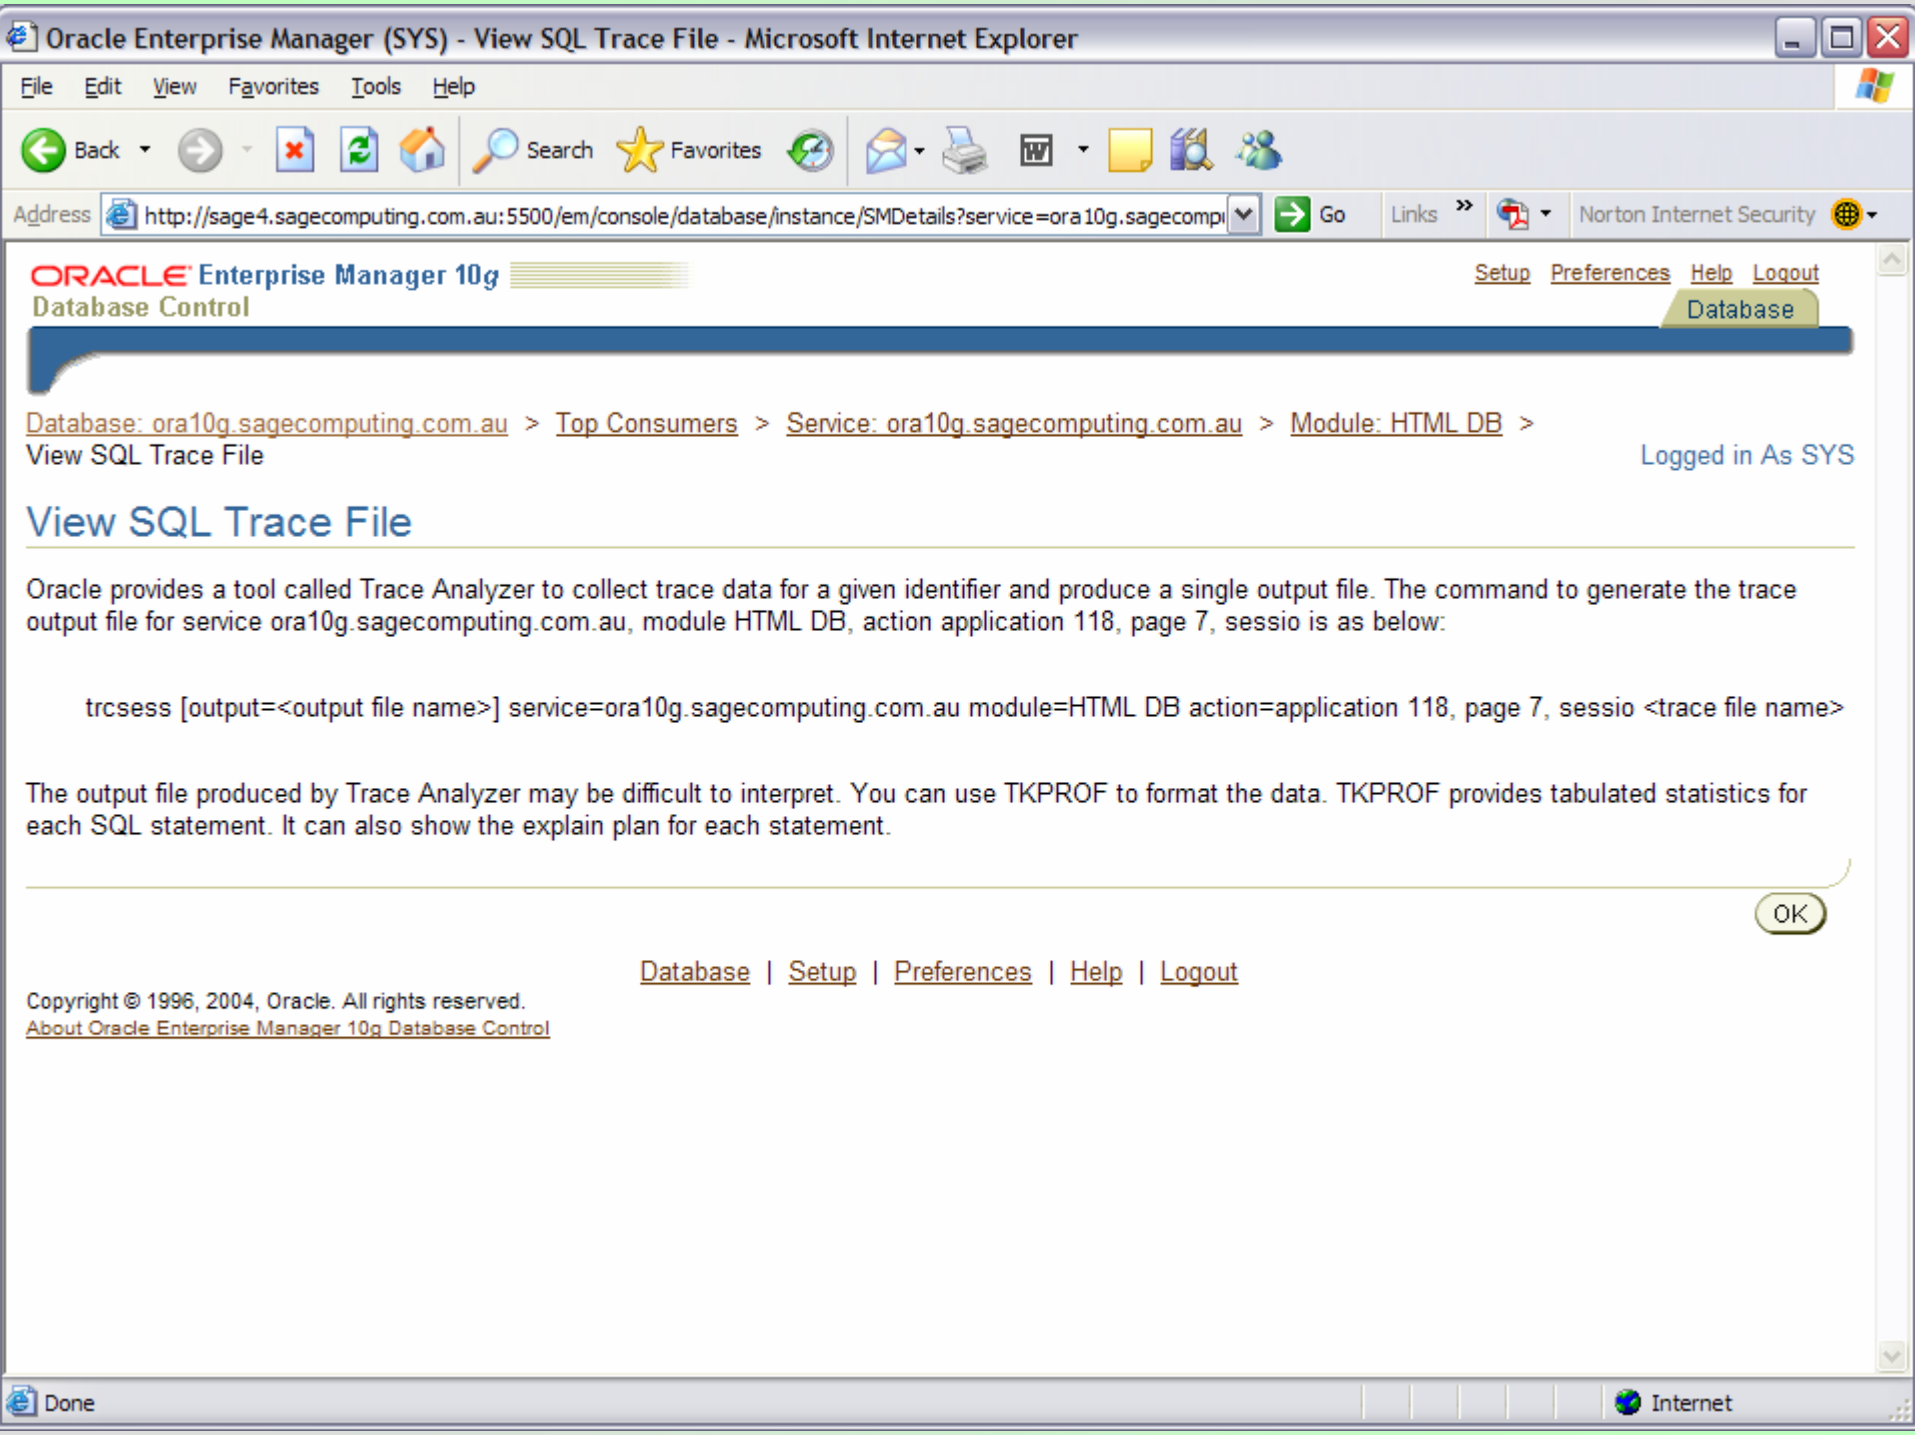 Oracle Enterprise Manager (SYS) - View SQL Trace File - Microsoft Internet Explorer
File Edit View Favorites Tools Help
Back Search Favorites
Address http://sage4.sagecomputing.com.au:5500/em/console/database/instance/SMDetails?service=ora10g.sagecompu Go Links » Norton Internet Security
ORACLE Enterprise Manager 10g
Database Control
Setup Preferences Help Logout
Database
Database: ora10g.sagecomputing.com.au > Top Consumers > Service: ora10g.sagecomputing.com.au > Module: HTML DB >
View SQL Trace File
Logged in As SYS
View SQL Trace File
Oracle provides a tool called Trace Analyzer to collect trace data for a given identifier and produce a single output file. The command to generate the trace
output file for service ora10g.sagecomputing.com.au, module HTML DB, action application 118, page 7, sessio is as below:
trcsess [output=<output file name>] service=ora10g.sagecomputing.com.au module=HTML DB action=application 118, page 7, sessio <trace file name>
The output file produced by Trace Analyzer may be difficult to interpret. You can use TKPROF to format the data. TKPROF provides tabulated statistics for
each SQL statement. It can also show the explain plan for each statement.
OK
Database | Setup | Preferences | Help | Logout
Copyright © 1996, 2004, Oracle. All rights reserved.
About Oracle Enterprise Manager 10g Database Control
Done
Internet